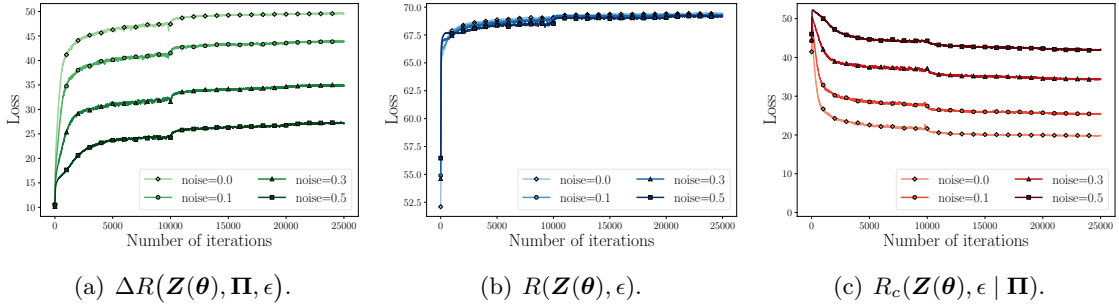 50
45
40
35
30
25
20
15
10
Loss
0 5000 10000 15000 20000 25000
Number of iterations
noise=0.0 noise=0.3
noise=0.1 noise=0.5
(a) ΔR(Z(θ), Π, ϵ).
70.0
67.5
65.0
62.5
60.0
57.5
55.0
52.5
Loss
0 5000 10000 15000 20000 25000
Number of iterations
noise=0.0 noise=0.3
noise=0.1 noise=0.5
(b) R(Z(θ), ϵ).
50
40
30
20
10
0
Loss
0 5000 10000 15000 20000 25000
Number of iterations
noise=0.0 noise=0.3
noise=0.1 noise=0.5
(c) R_c(Z(θ), ϵ | Π).